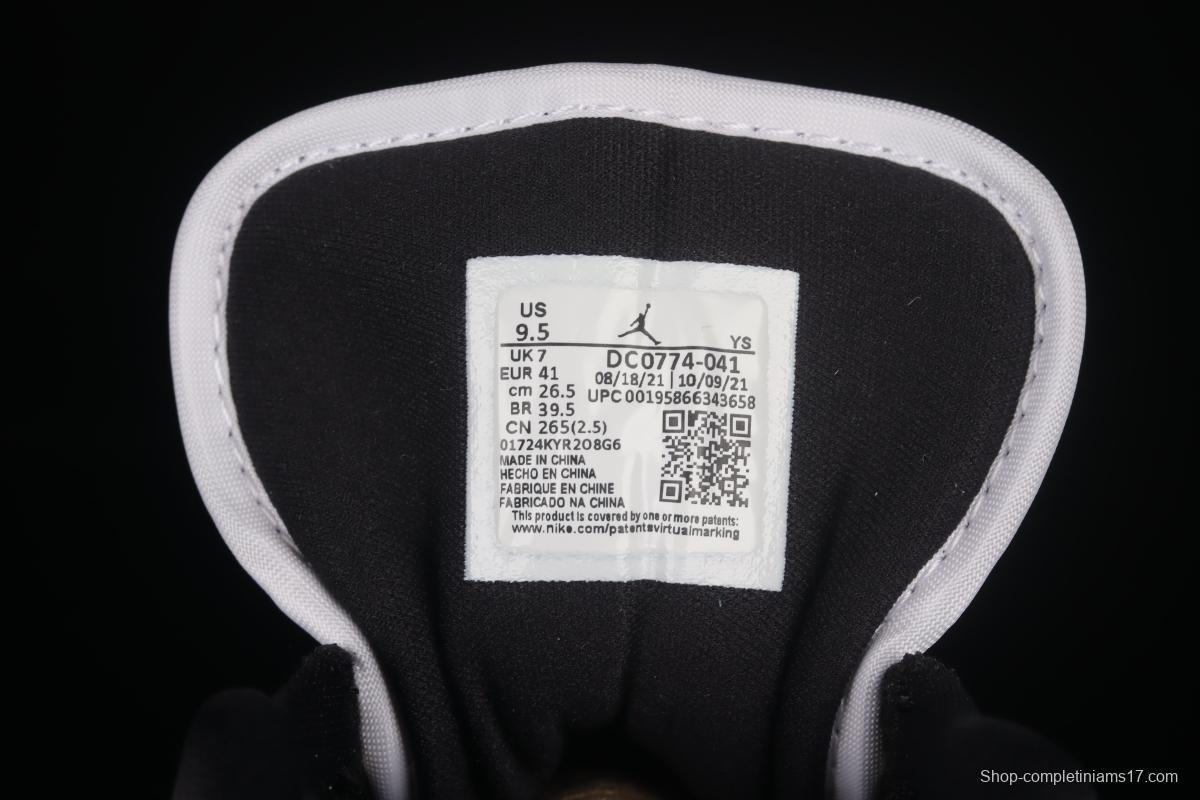 US
9.5
YS
UK 7
EUR 41
cm 26.5
BR 39.5
CN 265(2.5)
DC0774-041
08/18/21 | 10/09/21
UPC 00195866343658
01724KYR2O8G6
MADE IN CHINA
HECHO EN CHINA
FABRIQUE EN CHINE
FABRICADO NA CHINA
This product is covered by one or more patents:
www.nike.com/patentsvirtualmarking
Shop-completiniams17.com